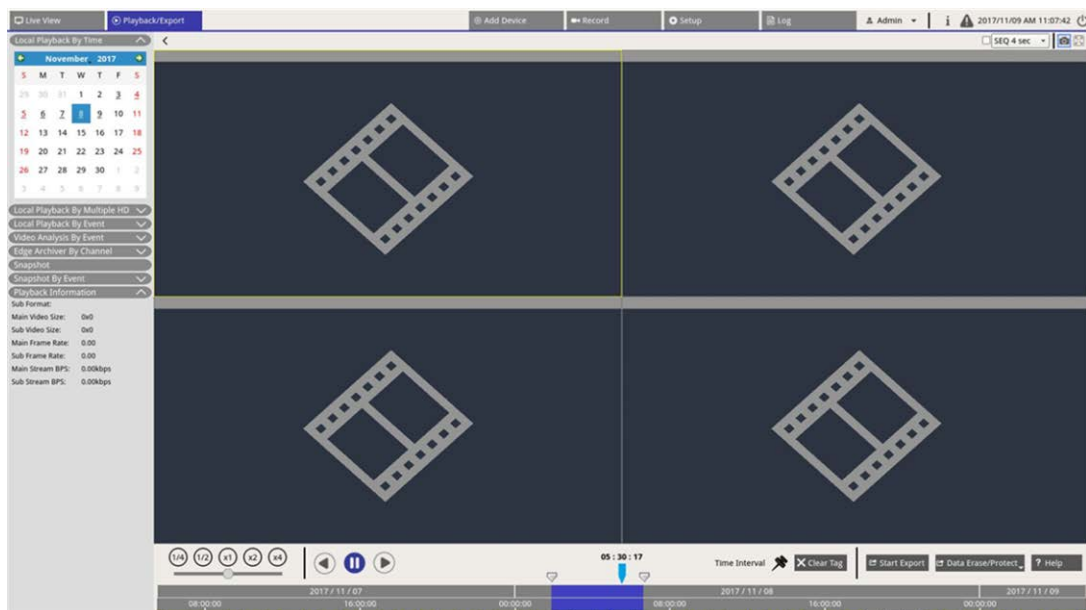 Live View Playback/Export Add Device Record Setup Log Admin i 2017/11/09 AM 11:07:42
Local Playback By Time SEQ 4 sec
November 2017
S M T W T F S
29 30 31 1 2 3 4
5 6 7 8 9 10 11
12 13 14 15 16 17 18
19 20 21 22 23 24 25
26 27 28 29 30 1 2
3 4 5 6 7 8 9
Local Playback By Multiple HD
Local Playback By Event
Video Analysis By Event
Edge Archiver By Channel
Snapshot
Snapshot By Event
Playback Information
Sub Format:
Main Video Size: 0x0
Sub Video Size: 0x0
Main Frame Rate: 0.00
Sub Frame Rate: 0.00
Main Stream BPS: 0.00kbps
Sub Stream BPS: 0.00kbps
1/4 1/2 x1 x2 x4 05 : 30 : 17 Time Interval Clear Tag Start Export Data Erase/Protect ? Help
2017 / 11 / 07 2017 / 11 / 08 2017 / 11 / 09
08:00:00 16:00:00 00:00:00 08:00:00 16:00:00 00:00:00